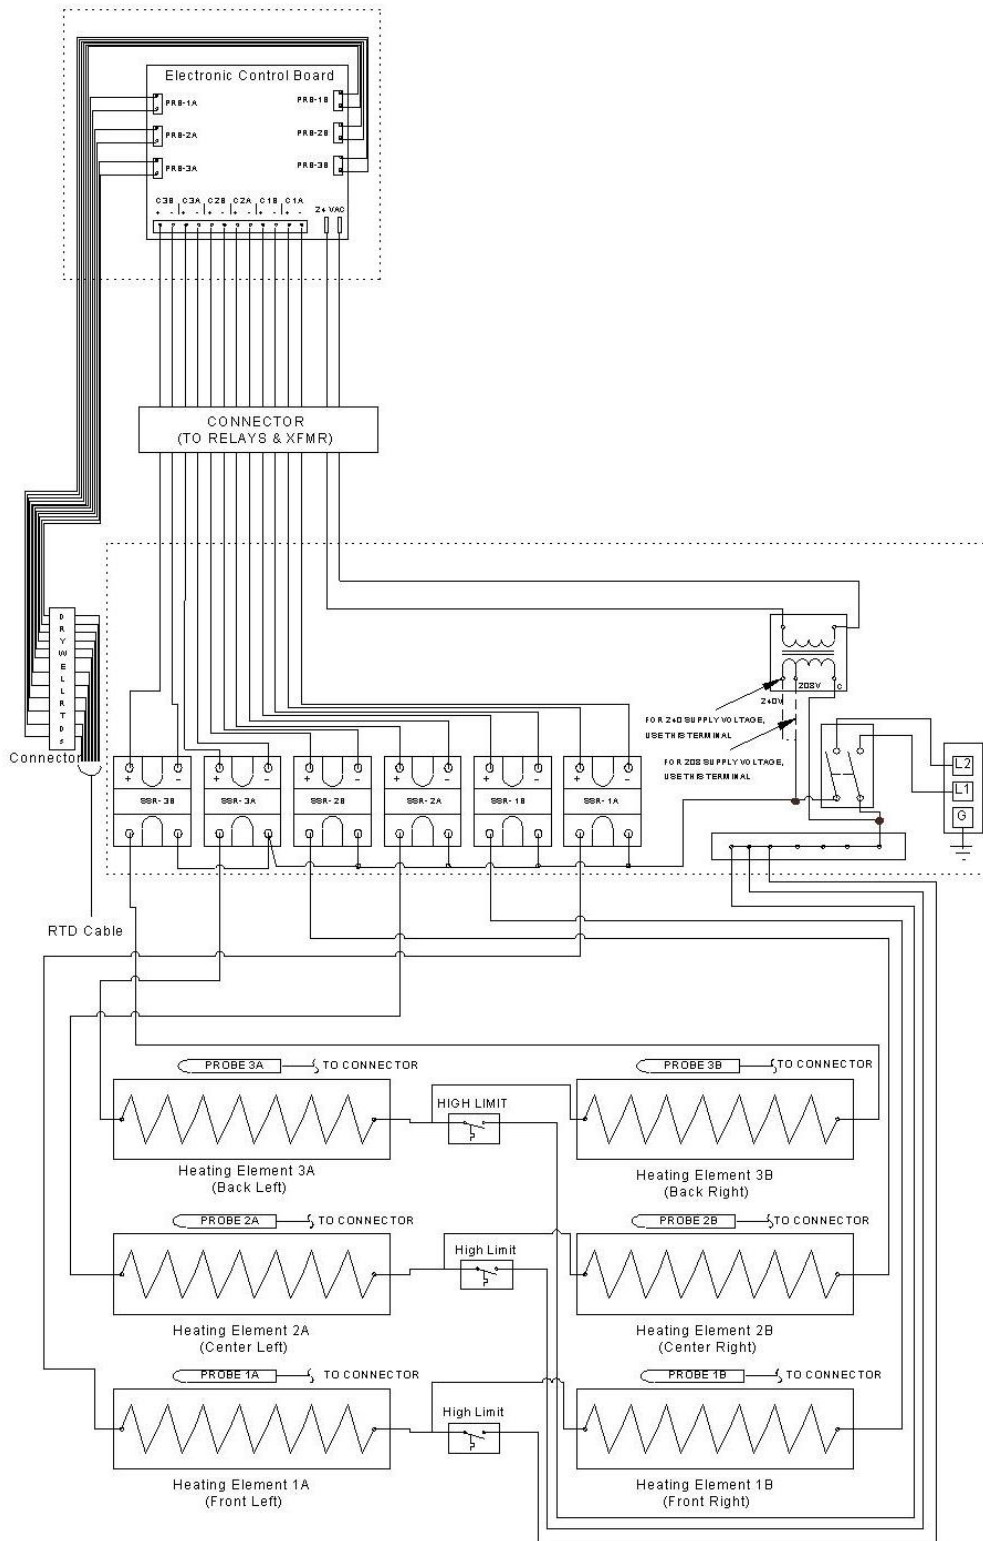 Electronic Control Board
PRB-1A
PRB-1B
PRB-2A
PRB-2B
PRB-3A
PRB-3B
C3B C3A C2B C2A C1B C1A
24 VAC
+ - + - + - + - + - + -
CONNECTOR
(TO RELAYS & XFMR)
DRYWELL RTDS
Connector
208V C
240V
FOR 240 SUPPLY VOLTAGE,
USE THIS TERMINAL
FOR 208 SUPPLY VOLTAGE,
USE THIS TERMINAL
L2
L1
G
+ - + - + - + - + - + -
SSR-3B SSR-3A SSR-2B SSR-2A SSR-1B SSR-1A
RTD Cable
PROBE 3A TO CONNECTOR
PROBE 3B TO CONNECTOR
HIGH LIMIT
Heating Element 3A
(Back Left)
Heating Element 3B
(Back Right)
PROBE 2A TO CONNECTOR
PROBE 2B TO CONNECTOR
High Limit
Heating Element 2A
(Center Left)
Heating Element 2B
(Center Right)
PROBE 1A TO CONNECTOR
PROBE 1B TO CONNECTOR
High Limit
Heating Element 1A
(Front Left)
Heating Element 1B
(Front Right)